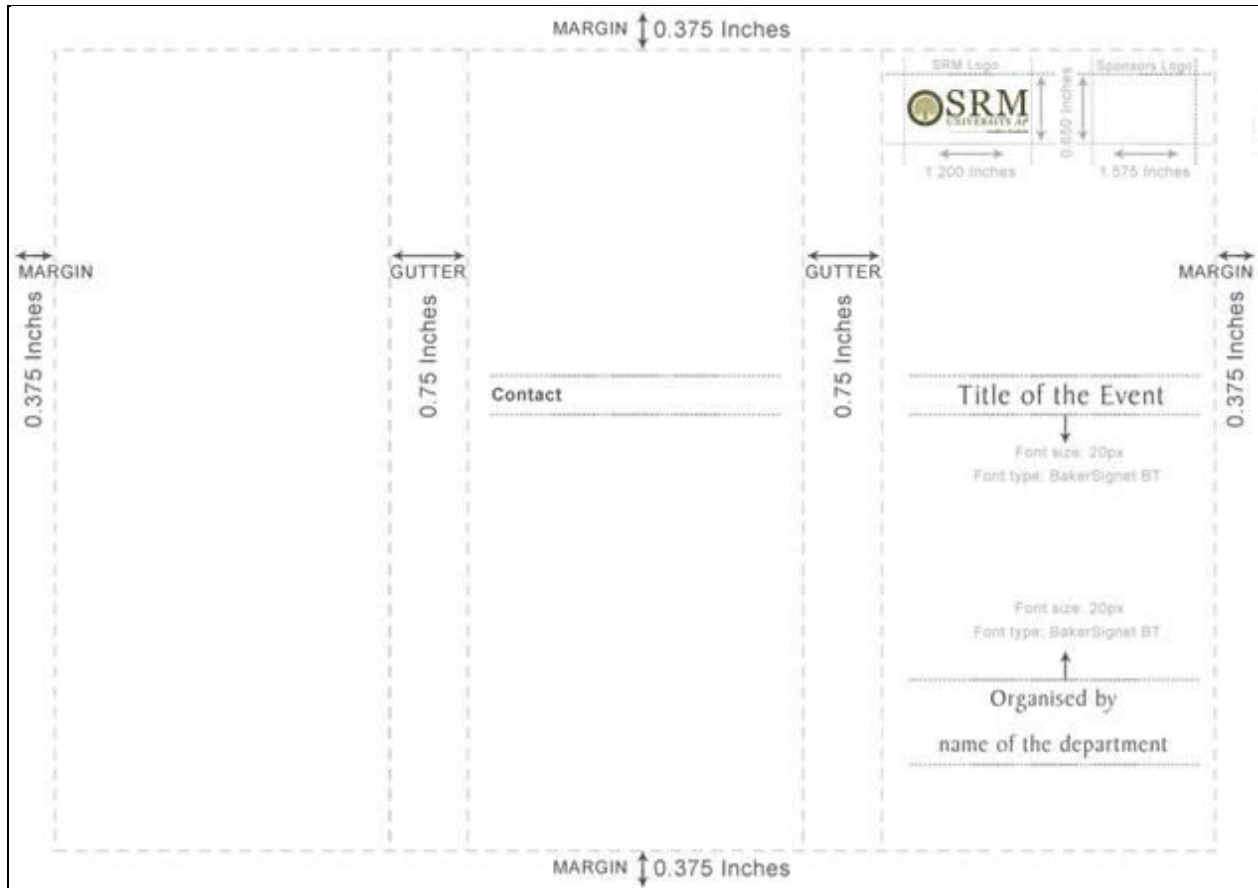 MARGIN 0.375 Inches
SRM Logo
Sponsors Logo
SRM
UNIVERSITY AP
0.650 Inches
1.200 Inches
1.575 Inches
MARGIN
GUTTER
GUTTER
MARGIN
0.375 Inches
0.75 Inches
0.75 Inches
0.375 Inches
Contact
Title of the Event
Font size: 20px
Font type: BakerSignet BT
Font size: 20px
Font type: BakerSignet BT
Organised by
name of the department
MARGIN 0.375 Inches